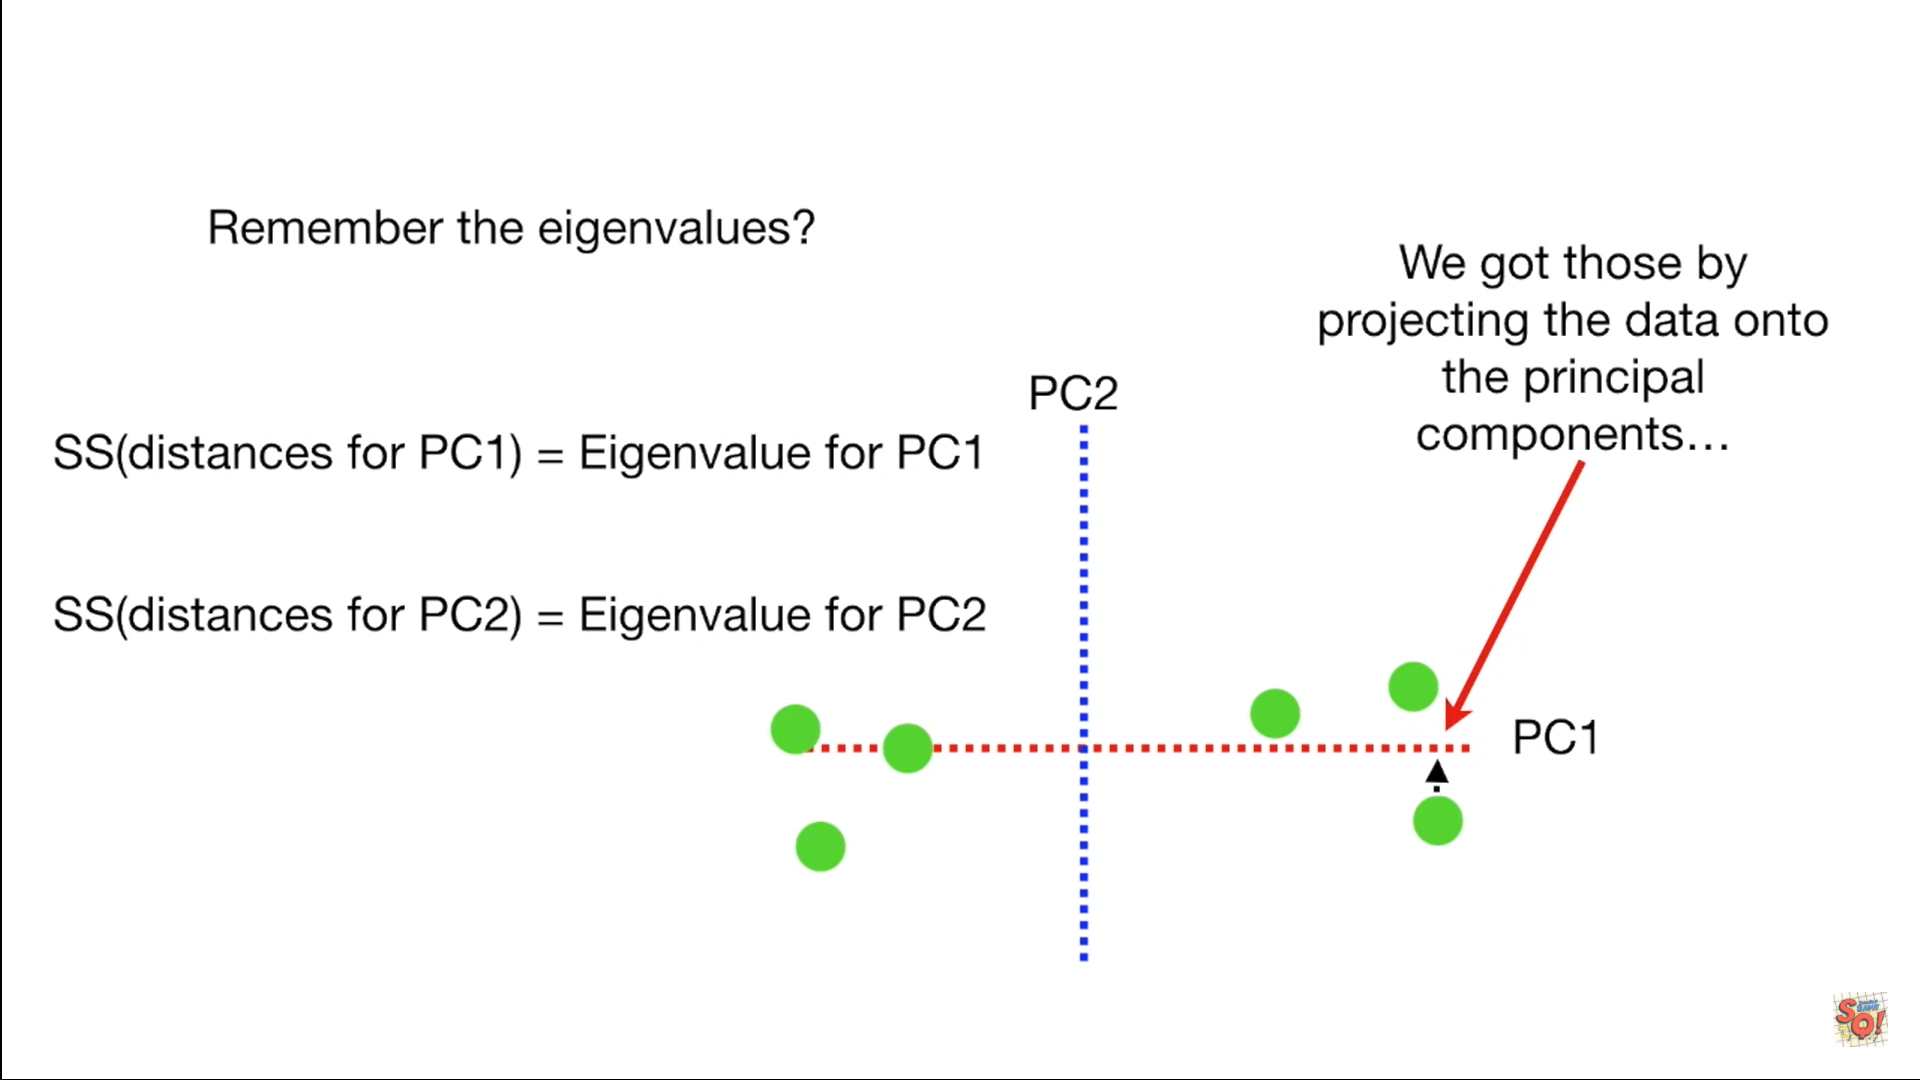 Remember the eigenvalues?
We got those by
projecting the data onto
the principal
components…
PC2
SS(distances for PC1) = Eigenvalue for PC1
SS(distances for PC2) = Eigenvalue for PC2
PC1
SQ!